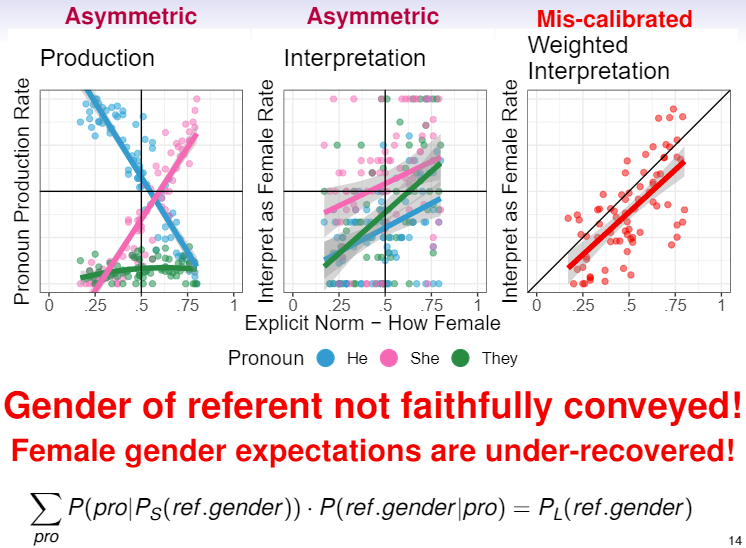 Asymmetric
Asymmetric
Mis-calibrated
Production
Interpretation
Weighted
Interpretation
Pronoun Production Rate
Interpret as Female Rate
Interpret as Female Rate
0 .25 .5 .75 1
0 .25 .5 .75 1
0 .25 .5 .75 1
Explicit Norm − How Female
Pronoun He She They
Gender of referent not faithfully conveyed!
Female gender expectations are under-recovered!
∑ P(pro|P_S(ref.gender)) · P(ref.gender|pro) = P_L(ref.gender)
pro
14